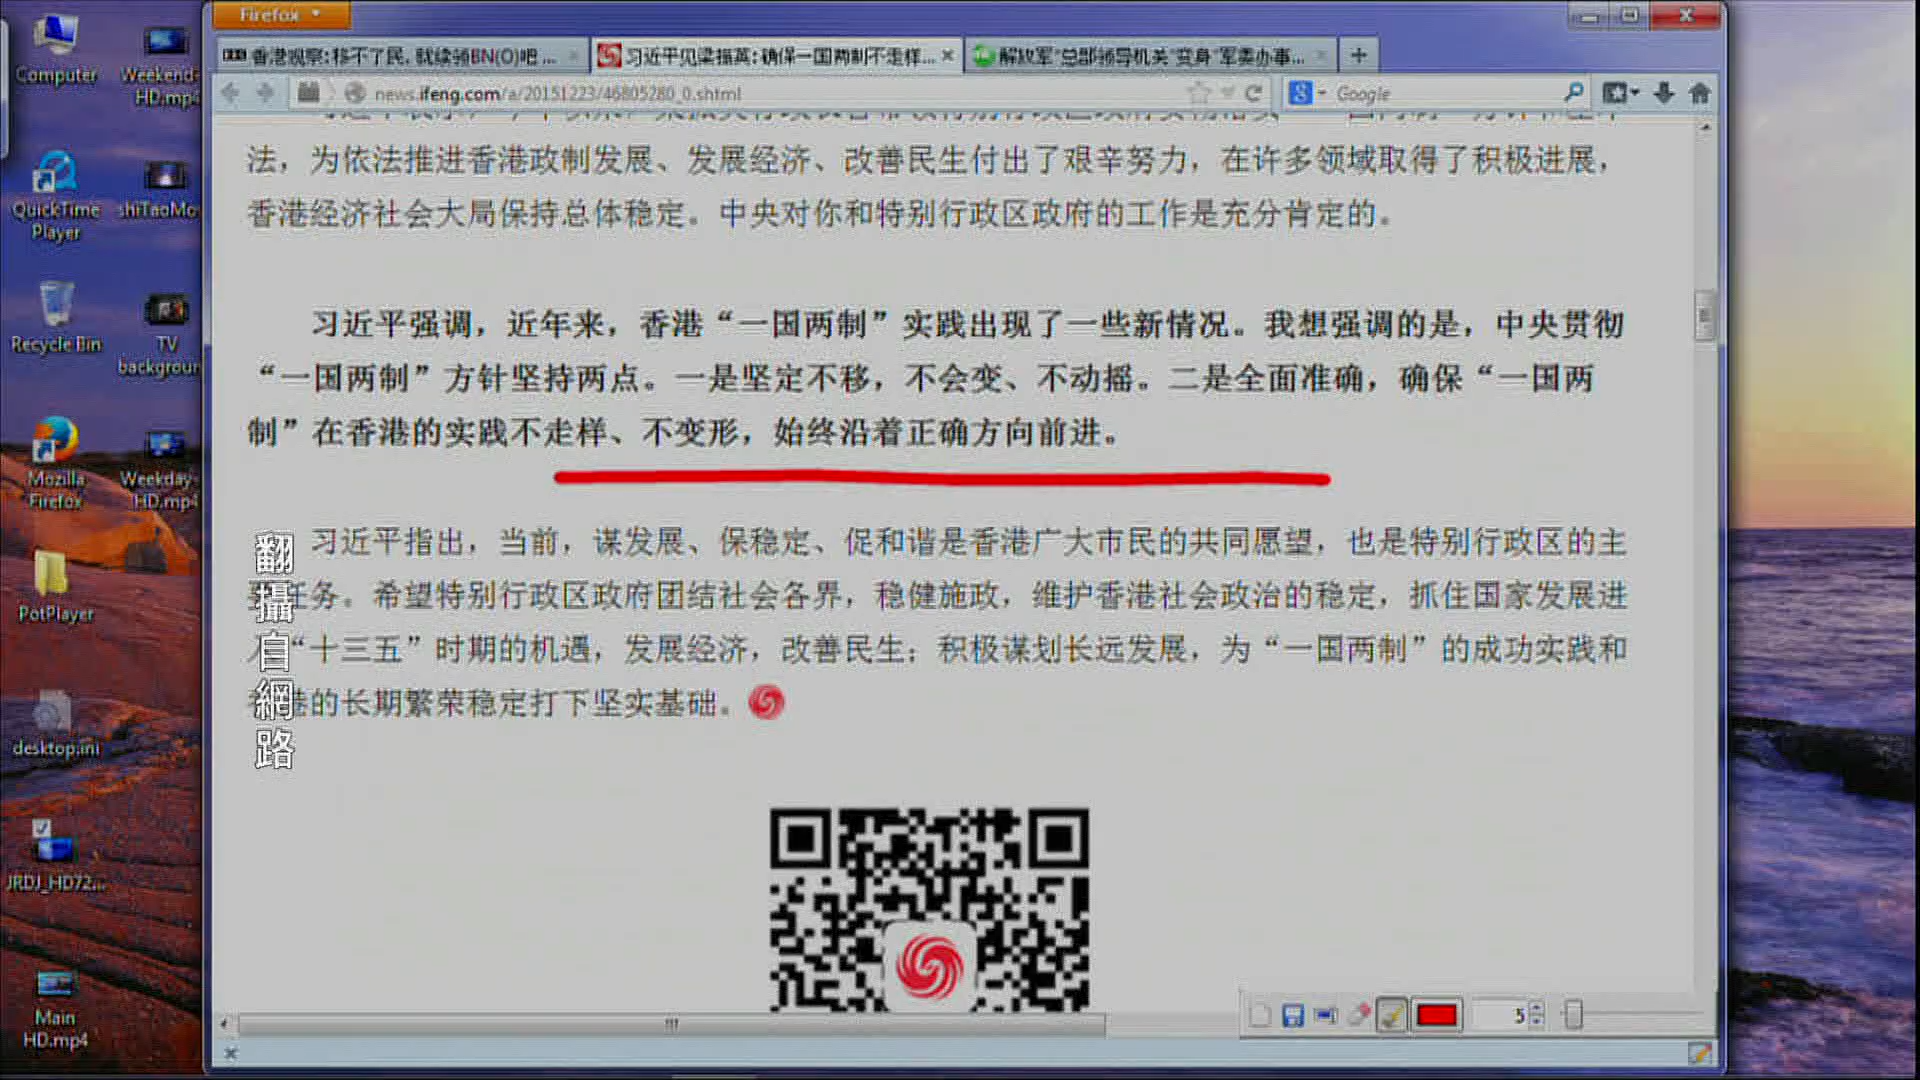 Firefox
香港观察:移不了民,就续领BN(O)吧 ...
习近平见梁振英:确保一国两制不走样...
解放军"总部领导机关"变身"军委办事...
news.ifeng.com/a/20151223/46805280_0.shtml
Google
法，为依法推进香港政制发展、发展经济、改善民生付出了艰辛努力，在许多领域取得了积极进展，
香港经济社会大局保持总体稳定。中央对你和特别行政区政府的工作是充分肯定的。
习近平强调，近年来，香港“一国两制”实践出现了一些新情况。我想强调的是，中央贯彻
“一国两制”方针坚持两点。一是坚定不移，不会变、不动摇。二是全面准确，确保“一国两
制”在香港的实践不走样、不变形，始终沿着正确方向前进。
习近平指出，当前，谋发展、保稳定、促和谐是香港广大市民的共同愿望，也是特别行政区的主
任务。希望特别行政区政府团结社会各界，稳健施政，维护香港社会政治的稳定，抓住国家发展进
“十三五”时期的机遇，发展经济，改善民生；积极谋划长远发展，为“一国两制”的成功实践和
港的长期繁荣稳定打下坚实基础。
翻攝自網路
5
Computer
Weekend-
HD.mp4
QuickTime
Player
shiTaoMo
Recycle Bin
TV
backgroun
Mozilla
Firefox
Weekday-
HD.mp4
PotPlayer
desktop.ini
JRDJ_HD72...
Main
HD.mp4